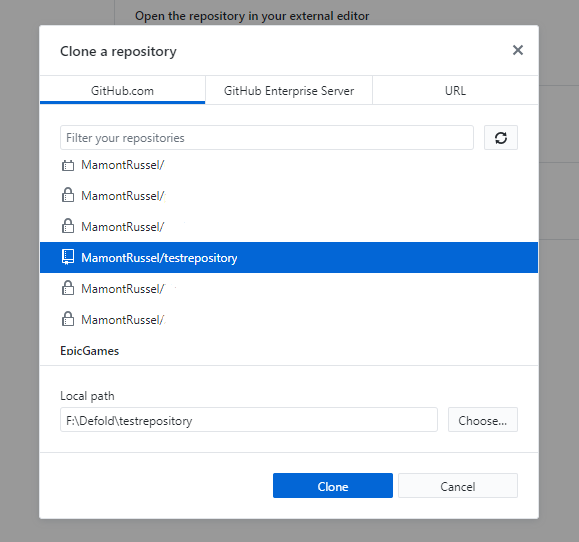 Open the repository in your external editor
Clone a repository
GitHub.com
GitHub Enterprise Server
URL
Filter your repositories
MamontRussel/
MamontRussel/
MamontRussel/
MamontRussel/testrepository
MamontRussel/
MamontRussel/
EpicGames
Local path
F:\Defold\testrepository
Choose...
Clone
Cancel